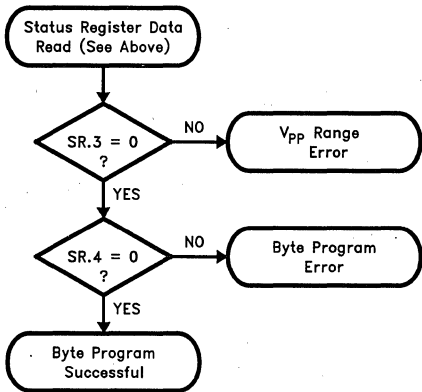 Status Register Data
Read (See Above)
SR.3 = 0
?
NO
VPP Range
Error
YES
SR.4 = 0
?
NO
Byte Program
Error
YES
Byte Program
Successful